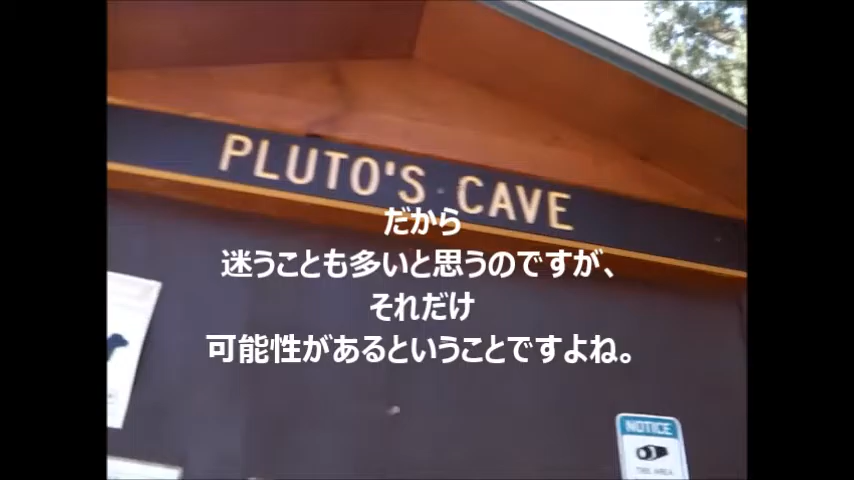 PLUTO'S CAVE
だから
迷うことも多いと思うのですが、
それだけ
可能性があるということですよね。
NOTICE